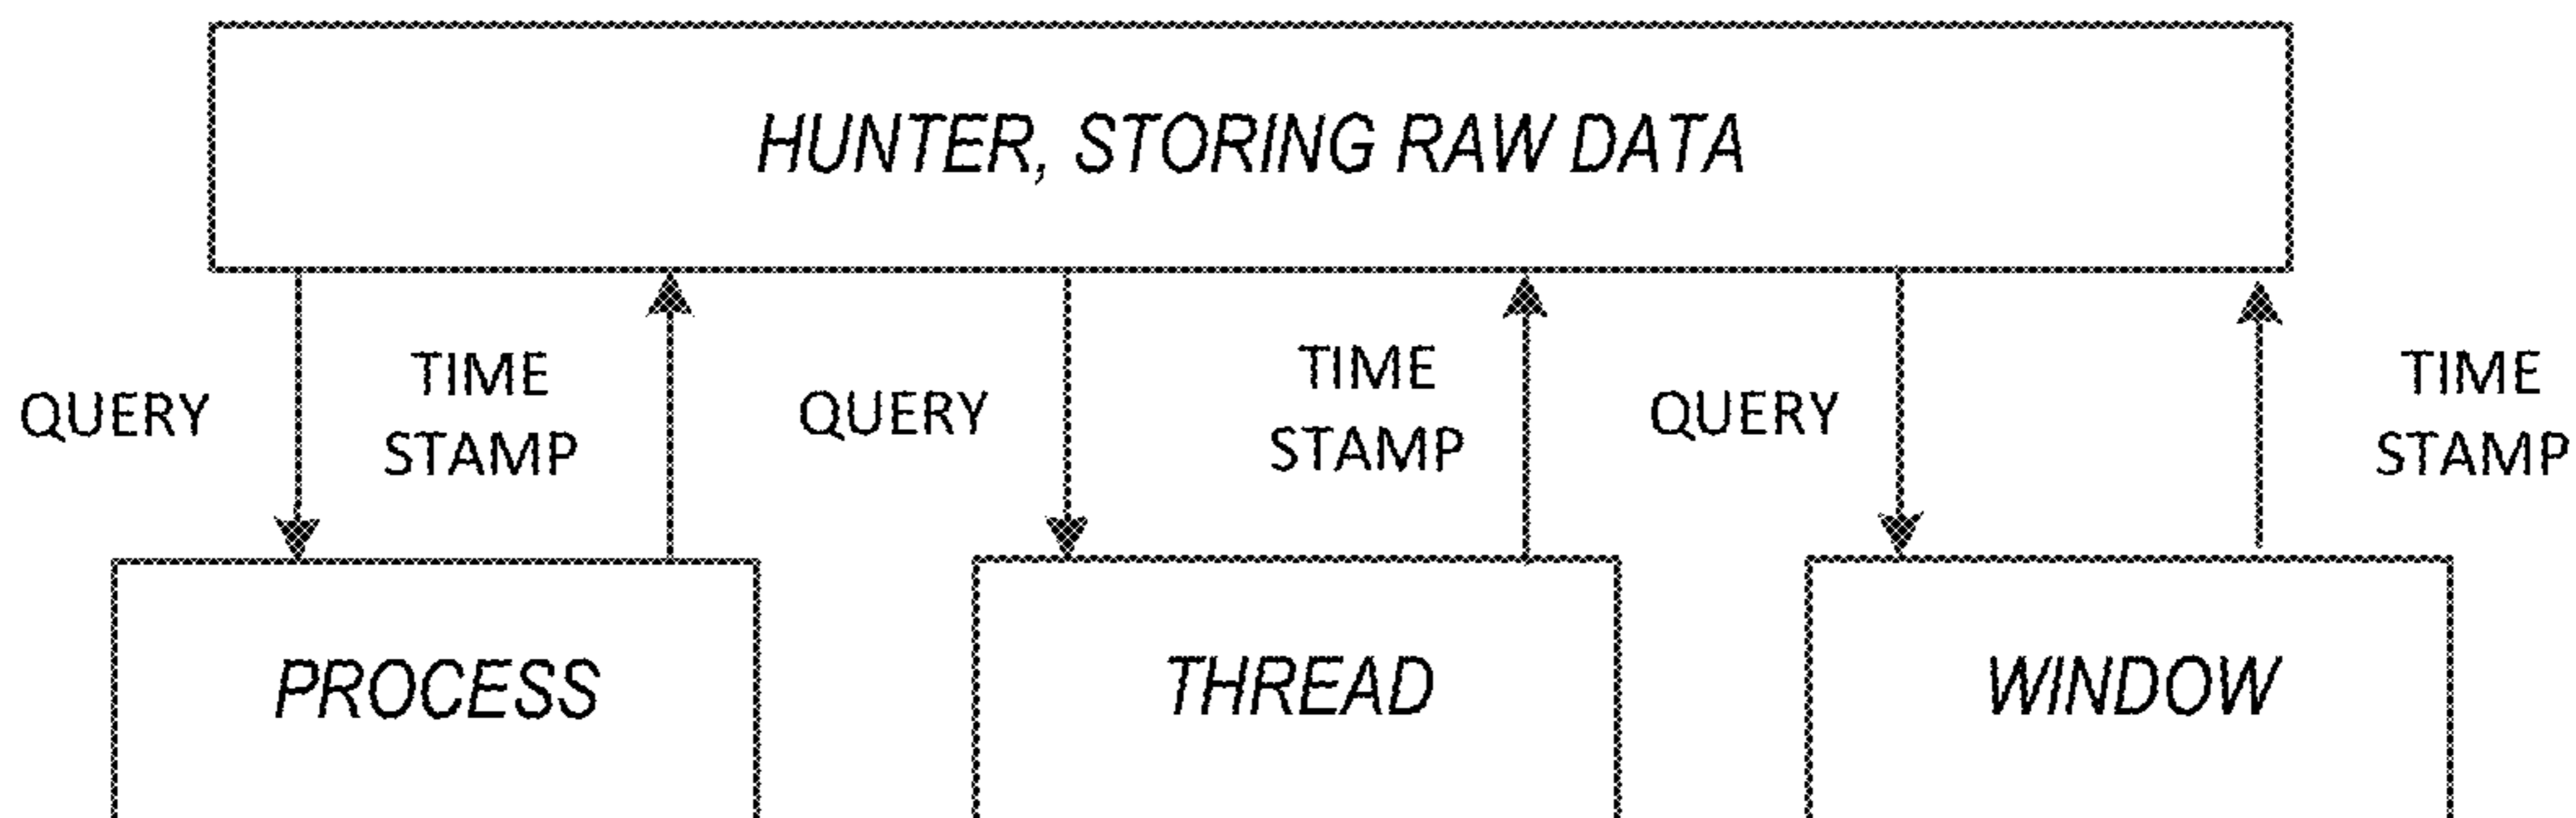 HUNTER, STORING RAW DATA
QUERY
TIME
STAMP
QUERY
TIME
STAMP
QUERY
TIME
STAMP
PROCESS
THREAD
WINDOW